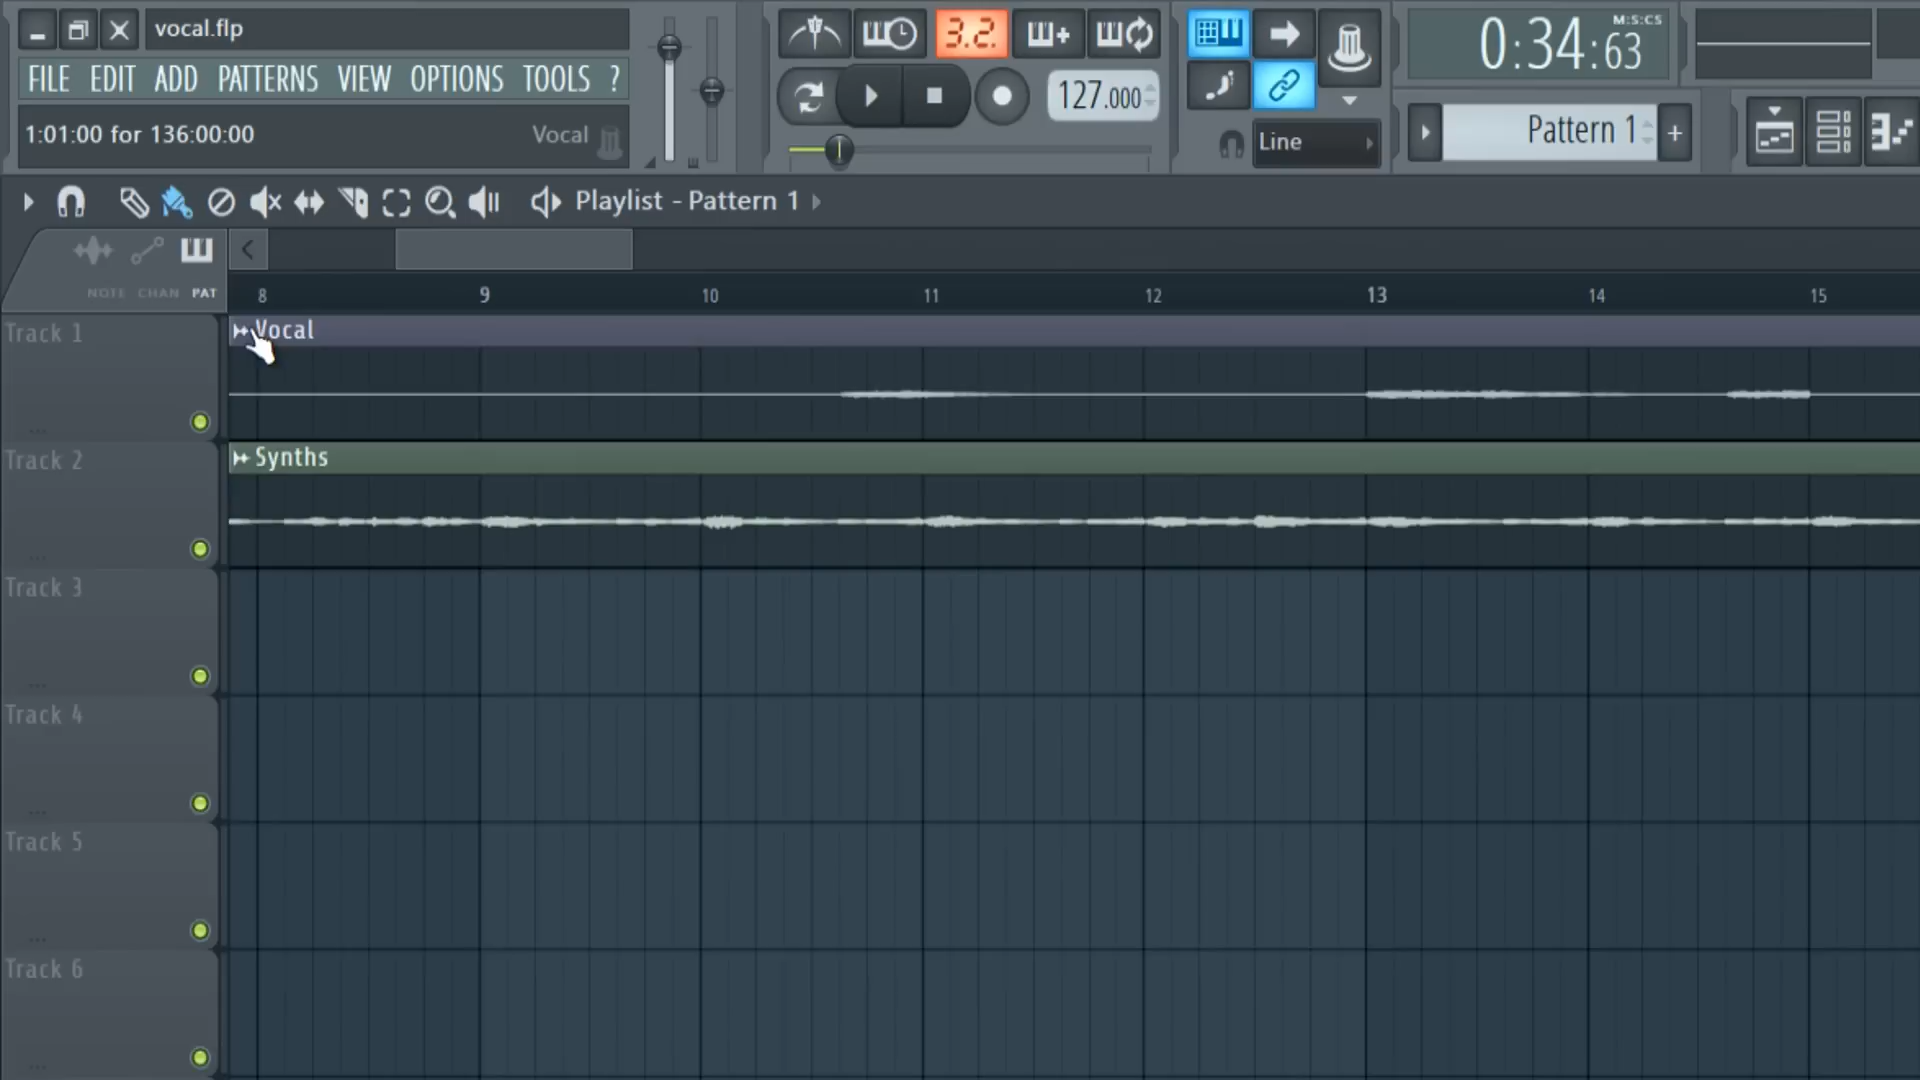 vocal.flp
FILE EDIT ADD PATTERNS VIEW OPTIONS TOOLS ?
1:01:00 for 136:00:00 Vocal
3.2.
127.000
Line
M:S:CS
0:34:63
Pattern 1
Playlist - Pattern 1
NOTE CHAN PAT
8 9 10 11 12 13 14 15
Track 1
Vocal
Track 2
Synths
Track 3
Track 4
Track 5
Track 6